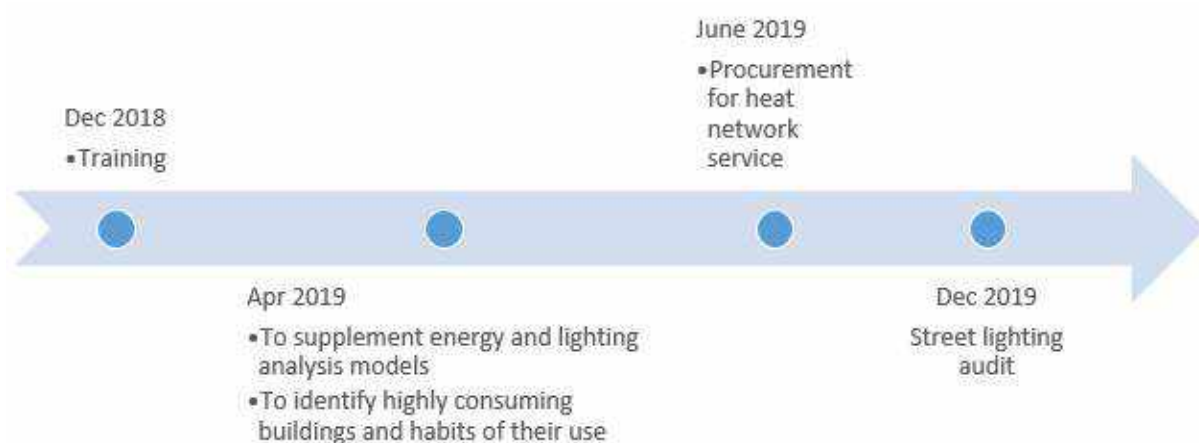 Dec 2018
•Training
Apr 2019
•To supplement energy and lighting
analysis models
•To identify highly consuming
buildings and habits of their use
June 2019
•Procurement
for heat
network
service
Dec 2019
Street lighting
audit